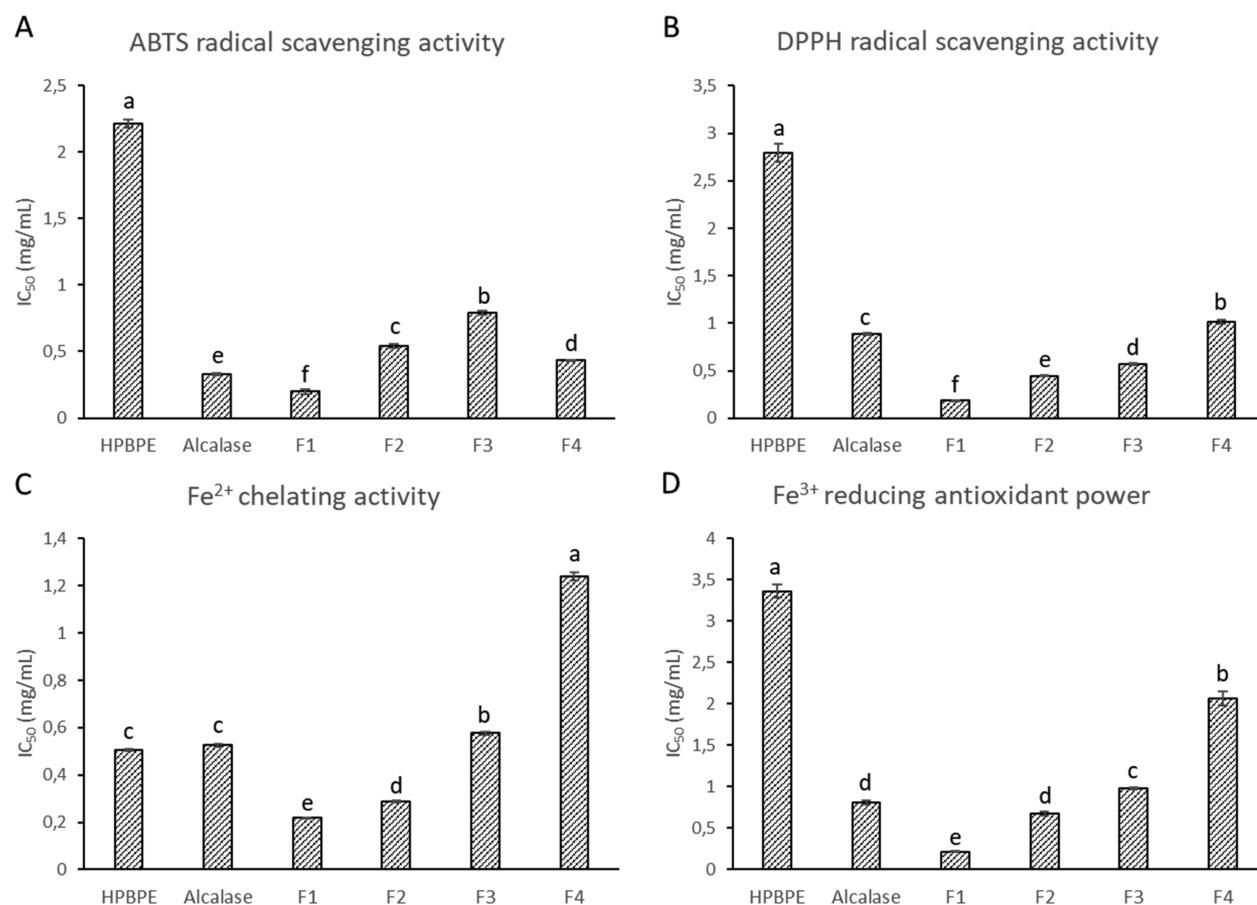 A
ABTS radical scavenging activity
IC₅₀ (mg/mL)
2,5
2
1,5
1
0,5
0
a
e
f
c
b
d
HPBPE Alcalase F1 F2 F3 F4
B
DPPH radical scavenging activity
IC₅₀ (mg/mL)
3,5
3
2,5
2
1,5
1
0,5
0
a
c
f
e
d
b
HPBPE Alcalase F1 F2 F3 F4
C
Fe²⁺ chelating activity
IC₅₀ (mg/mL)
1,4
1,2
1
0,8
0,6
0,4
0,2
0
c
c
e
d
b
a
HPBPE Alcalase F1 F2 F3 F4
D
Fe³⁺ reducing antioxidant power
IC₅₀ (mg/mL)
4
3,5
3
2,5
2
1,5
1
0,5
0
a
d
e
d
c
b
HPBPE Alcalase F1 F2 F3 F4